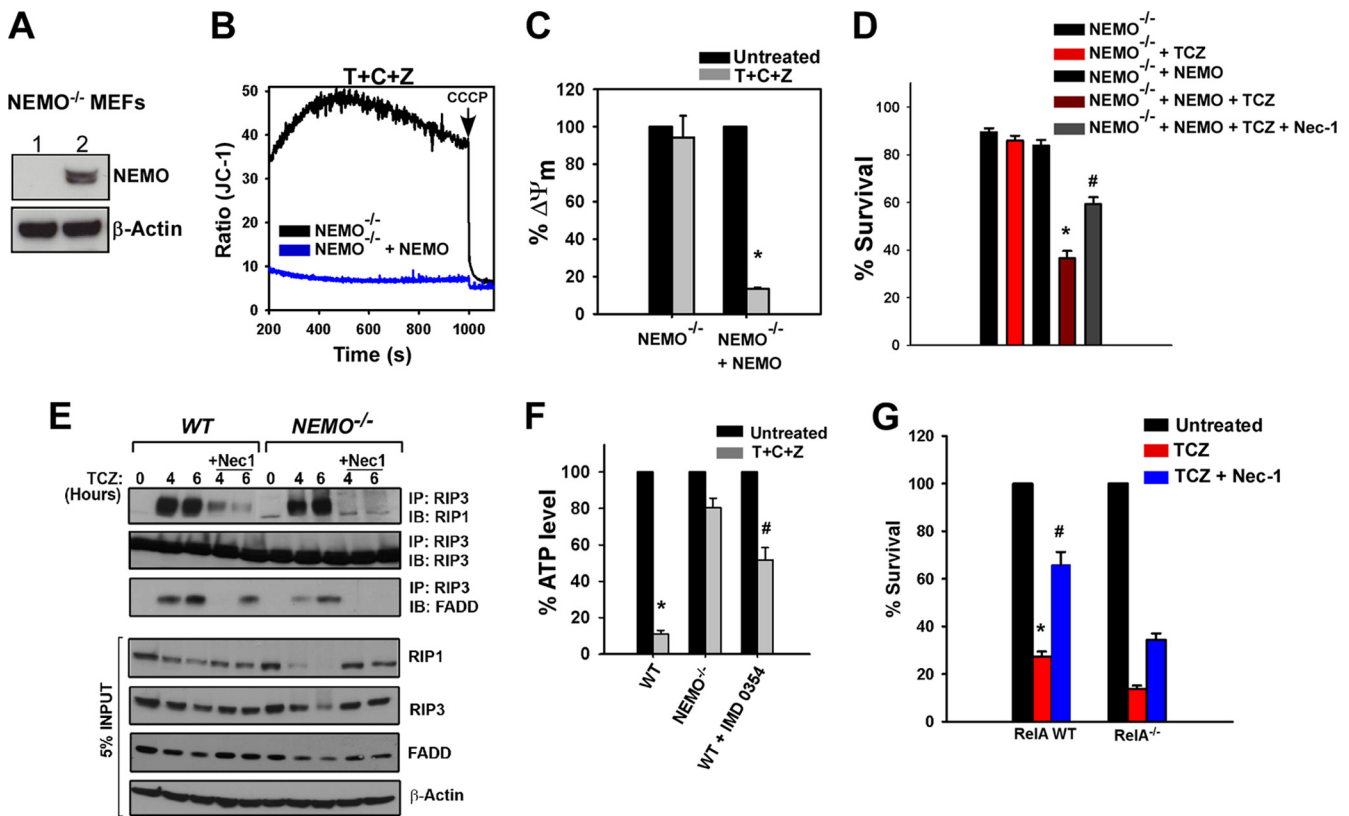 A
NEMO-/- MEFs
1 2
NEMO
β-Actin
B
T+C+Z
CCCP
50
40
30
20
10
0
Ratio (JC-1)
NEMO-/-
NEMO-/- + NEMO
200 400 600 800 1000
Time (s)
C
Untreated
T+C+Z
120
100
80
60
40
20
0
% ΔΨm
*
NEMO-/-
NEMO-/-
+ NEMO
D
NEMO-/-
NEMO-/- + TCZ
NEMO-/- + NEMO
NEMO-/- + NEMO + TCZ
NEMO-/- + NEMO + TCZ + Nec-1
100
80
60
40
20
0
% Survival
*
#
E
WT NEMO-/-
+Nec1 +Nec1
TCZ: 0 4 6 4 6 0 4 6 4 6
(Hours)
IP: RIP3
IB: RIP1
IP: RIP3
IB: RIP3
IP: RIP3
IB: FADD
5% INPUT
RIP1
RIP3
FADD
β-Actin
F
Untreated
T+C+Z
100
80
60
40
20
0
% ATP level
*
#
WT
NEMO-/-
WT + IMD 0354
G
Untreated
TCZ
TCZ + Nec-1
120
100
80
60
40
20
0
% Survival
*
#
RelA WT RelA-/-